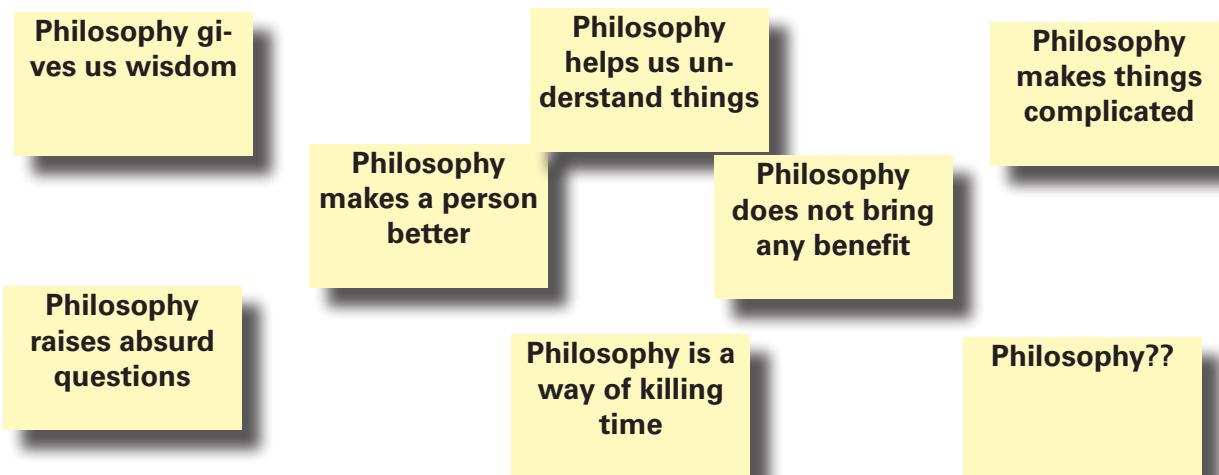 Philosophy gi-
ves us wisdom
Philosophy
helps us un-
derstand things
Philosophy
makes things
complicated
Philosophy
makes a person
better
Philosophy
does not bring
any benefit
Philosophy
raises absurd
questions
Philosophy is a
way of killing
time
Philosophy??